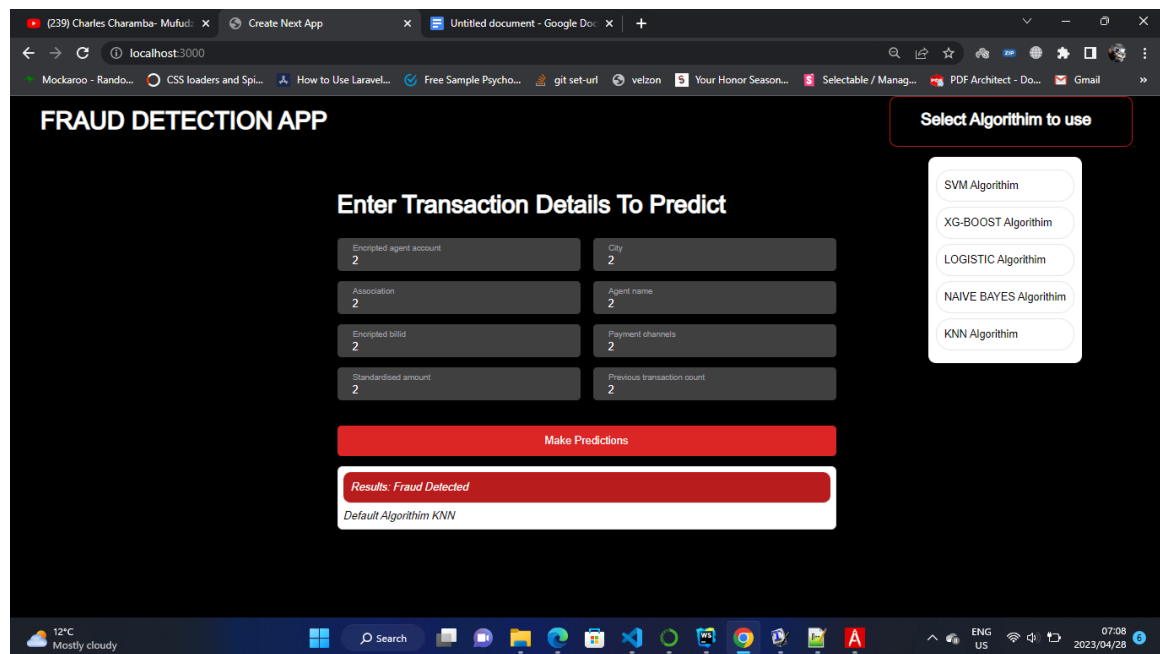 (239) Charles Charamba- Mufuda
Create Next App
Untitled document - Google Doc
localhost:3000
Mockaroo - Rando...
CSS loaders and Spi...
How to Use Laravel...
Free Sample Psycho...
git set-url
velzon
Your Honor Season...
Selectable / Manag...
PDF Architect - Do...
Gmail
»
FRAUD DETECTION APP
Select Algorithim to use
SVM Algorithim
XG-BOOST Algorithim
LOGISTIC Algorithim
NAIVE BAYES Algorithim
KNN Algorithim
Enter Transaction Details To Predict
Encripted agent account
2
City
2
Association
2
Agent name
2
Encripted billid
2
Payment channels
2
Standardised amount
2
Previous transaction count
2
Make Predictions
Results: Fraud Detected
Default Algorithim KNN
12°C
Mostly cloudy
Search
ENG
US
07:08
2023/04/28
6